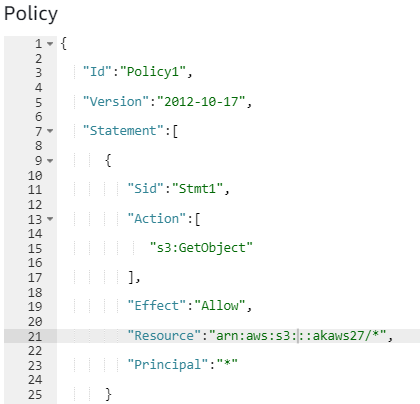 Policy
1 {
2
3 "Id":"Policy1",
4
5 "Version":"2012-10-17",
6
7 "Statement":[
8
9 {
10
11 "Sid":"Stmt1",
12
13 "Action":[
14
15 "s3:GetObject"
16
17 ],
18
19 "Effect":"Allow",
20
21 "Resource":"arn:aws:s3:::akaws27/*",
22
23 "Principal":"*"
24
25 }